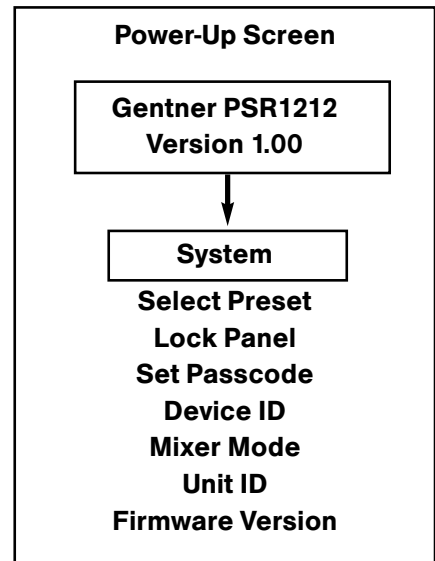 Power-Up Screen
Gentner PSR1212
Version 1.00
System
Select Preset
Lock Panel
Set Passcode
Device ID
Mixer Mode
Unit ID
Firmware Version